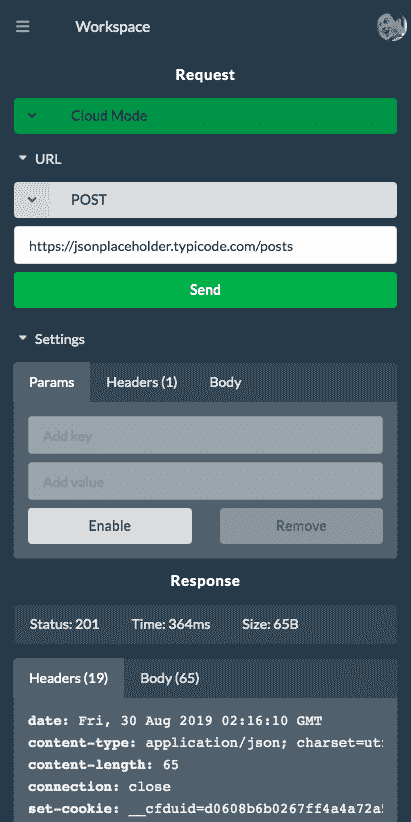 Workspace
Request
Cloud Mode
URL
POST
https://jsonplaceholder.typicode.com/posts
Send
Settings
Params Headers (1) Body
Add key
Add value
Enable Remove
Response
Status: 201 Time: 364ms Size: 65B
Headers (19) Body (65)
date: Fri, 30 Aug 2019 02:16:10 GMT
content-type: application/json; charset=ut
content-length: 65
connection: close
set-cookie: __cfduid=d0608b6b0267ff4a4a72a5